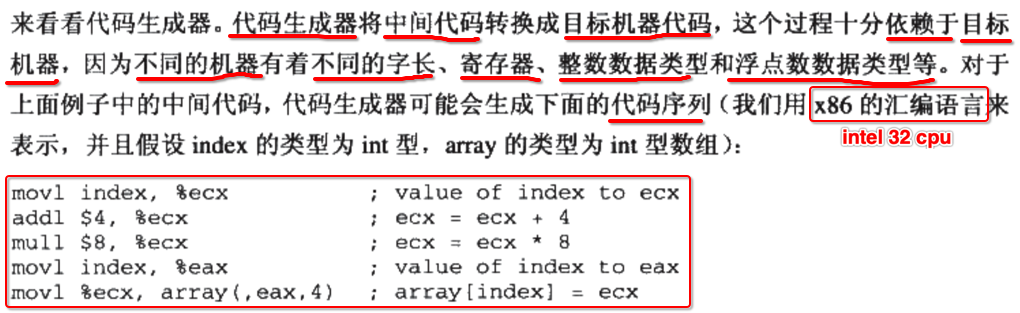 来看看代码生成器。代码生成器将中间代码转换成目标机器代码，这个过程十分依赖于目标
机器，因为不同的机器有着不同的字长、寄存器、整数数据类型和浮点数数据类型等。对于
上面例子中的中间代码，代码生成器可能会生成下面的代码序列（我们用 x86 的汇编语言来
表示，并且假设 index 的类型为 int 型，array 的类型为 int 型数组）：
intel 32 cpu
movl index, %ecx ; value of index to ecx
addl $4, %ecx ; ecx = ecx + 4
mull $8, %ecx ; ecx = ecx * 8
movl index, %eax ; value of index to eax
movl %ecx, array(,eax,4) ; array[index] = ecx